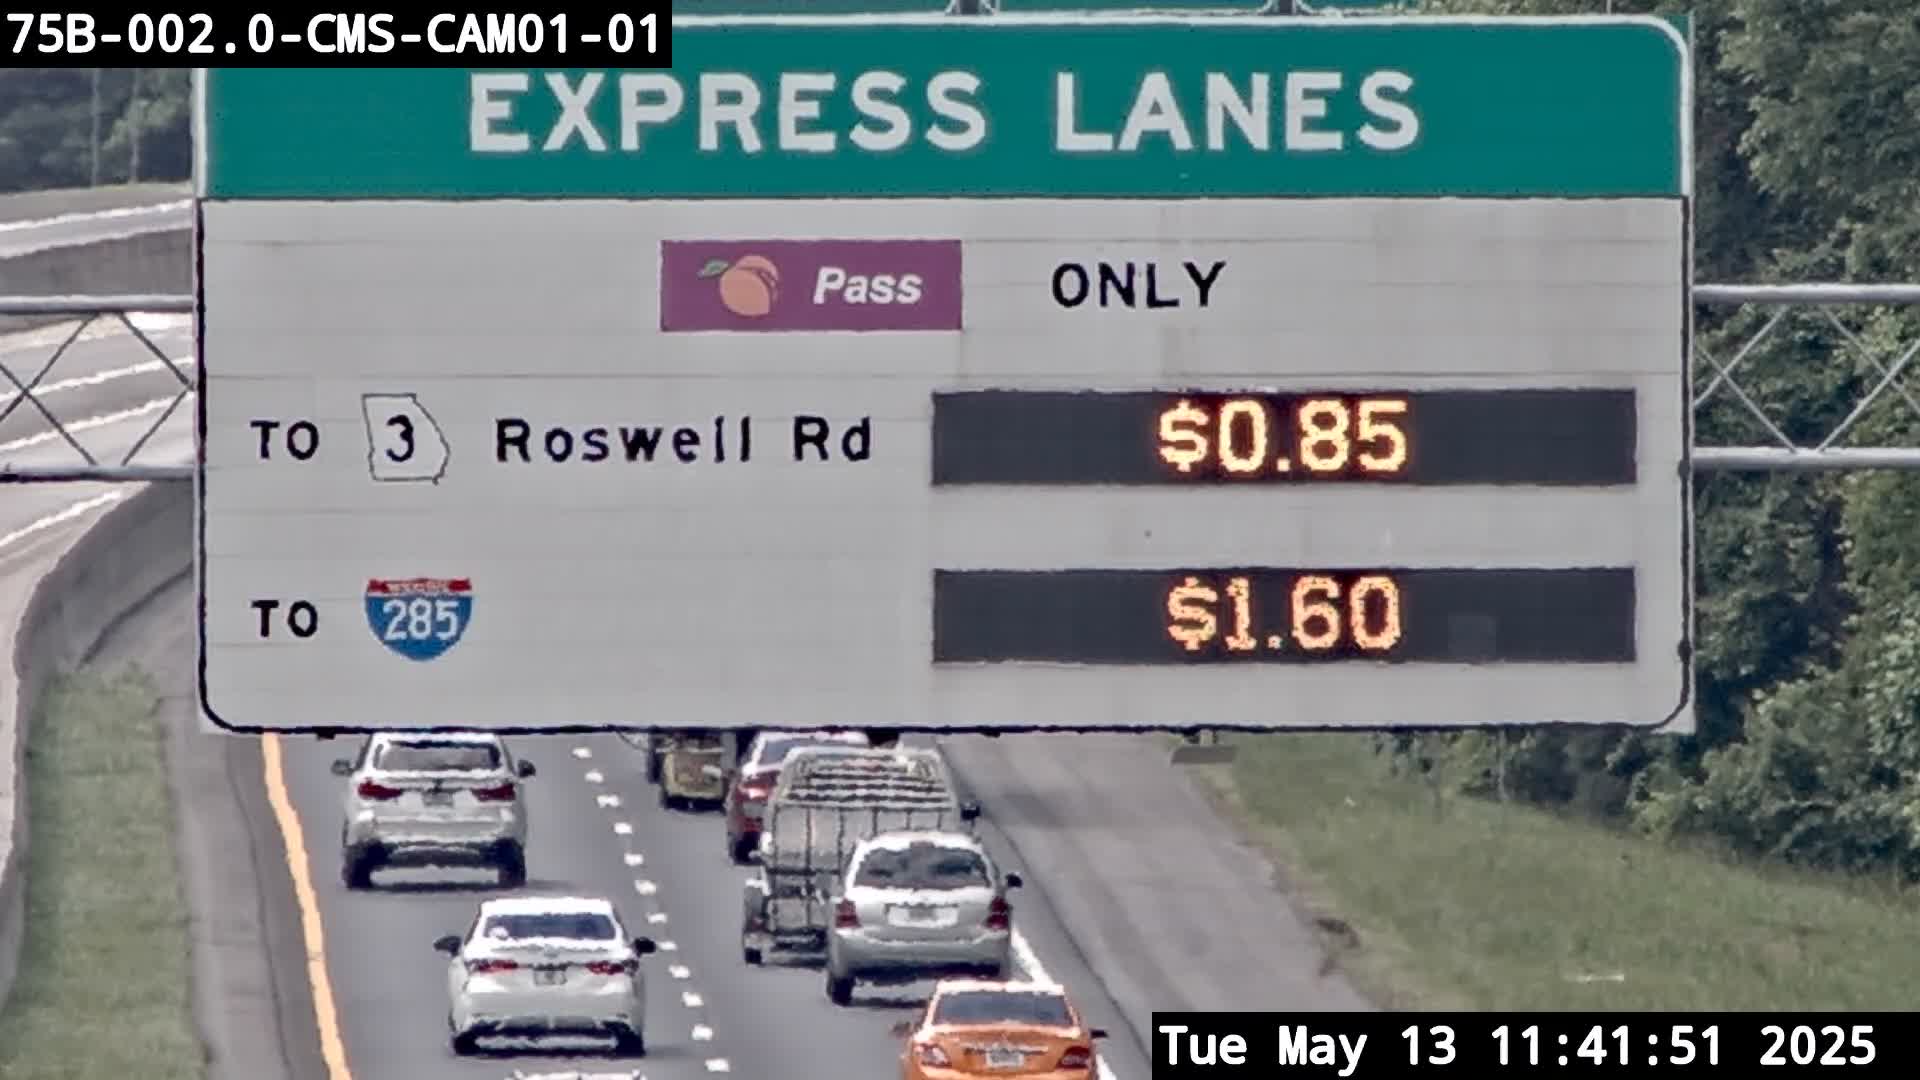 75B-002.0-CMS-CAM01-01
EXPRESS LANES
Pass ONLY
TO 3 Roswell Rd $0.85
TO 285 $1.60
Tue May 13 11:41:51 2025